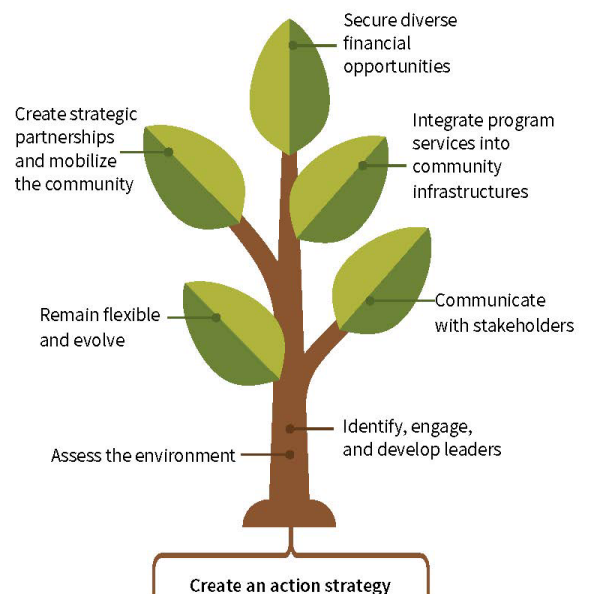 Secure diverse
financial
opportunities
Create strategic
partnerships
and mobilize
the community
Integrate program
services into
community
infrastructures
Remain flexible
and evolve
Communicate
with stakeholders
Identify, engage,
and develop leaders
Assess the environment
Create an action strategy